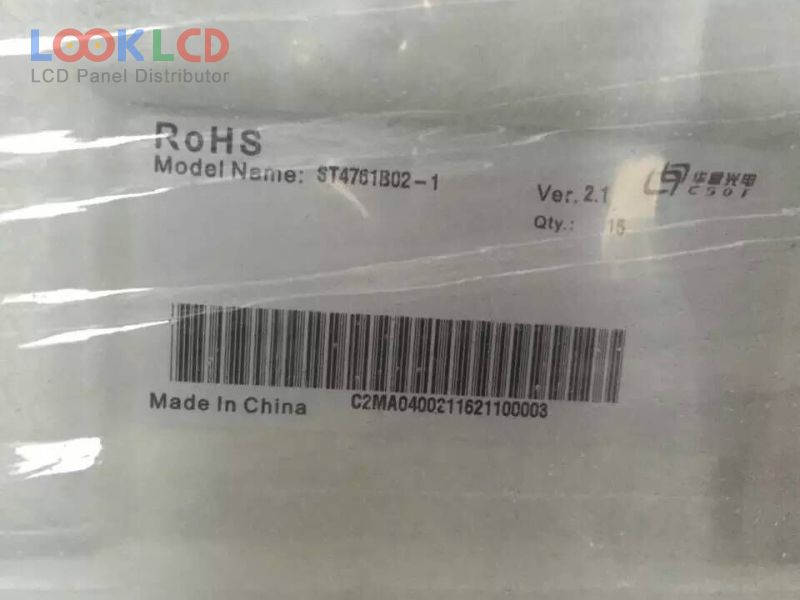 LOOKLCD
LCD Panel Distributor
RoHS
Model Name: ST4761B02-1
Ver. 2.1
华星光电
CSOT
Qty.: 15
Made In China
C2MA0400211621100003